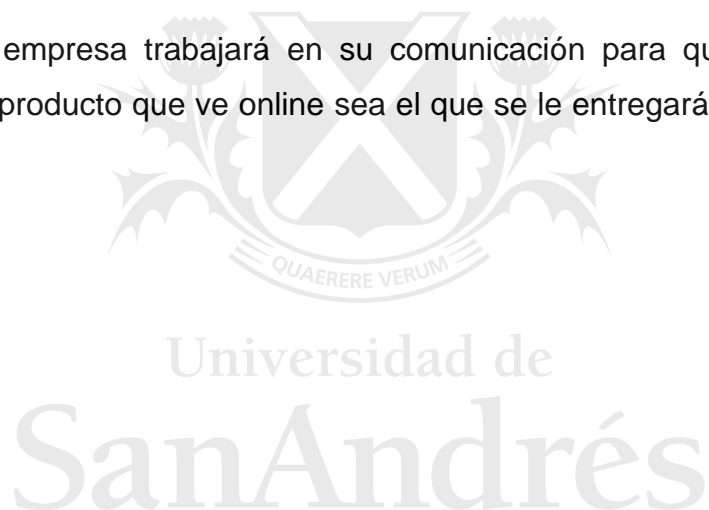 empresa trabajará en su comunicación para qu
producto que ve online sea el que se le entregará
QUAERERE VERUM
Universidad de
SanAndrés